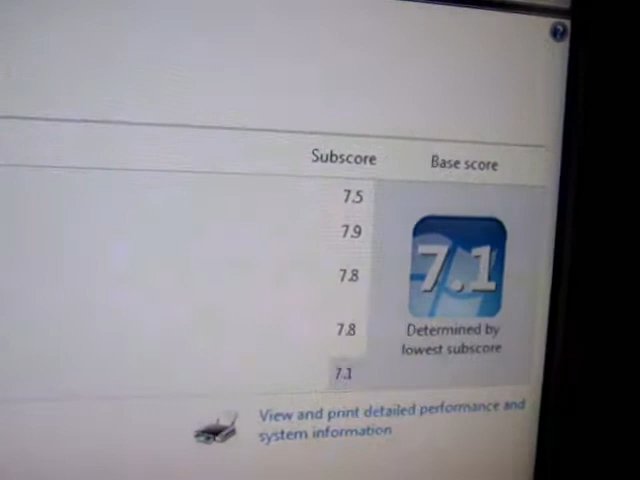 Subscore Base score
7.5
7.9
7.8
7.1
7.8
Determined by
lowest subscore
7.1
View and print detailed performance and
system information